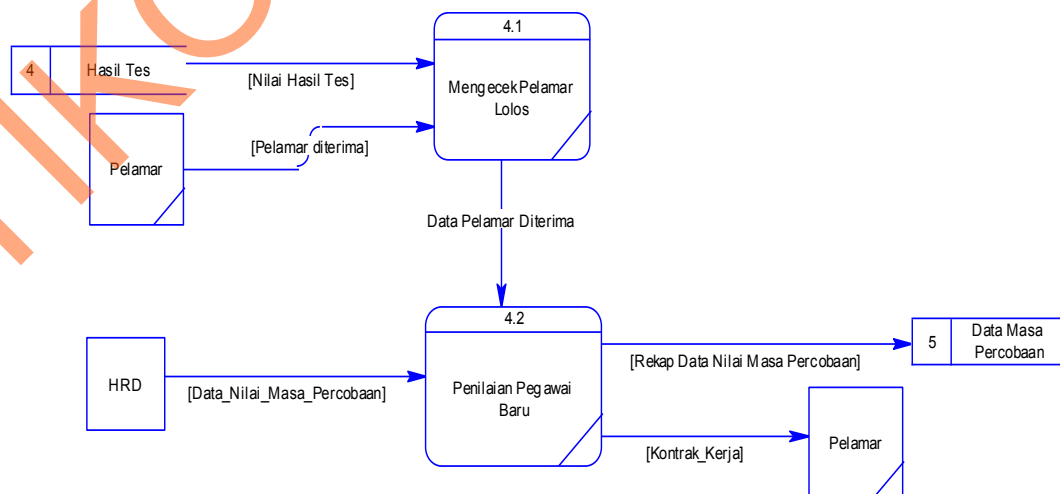 4.1
4 Hasil Tes
[Nilai Hasil Tes]
Mengecek Pelamar
Lolos
[Pelamar diterima]
Pelamar
Data Pelamar Diterima
4.2
HRD
[Data_Nilai_Masa_Percobaan]
Penilaian Pegawai
Baru
[Rekap Data Nilai Masa Percobaan]
5 Data Masa
Percobaan
[Kontrak_Kerja]
Pelamar